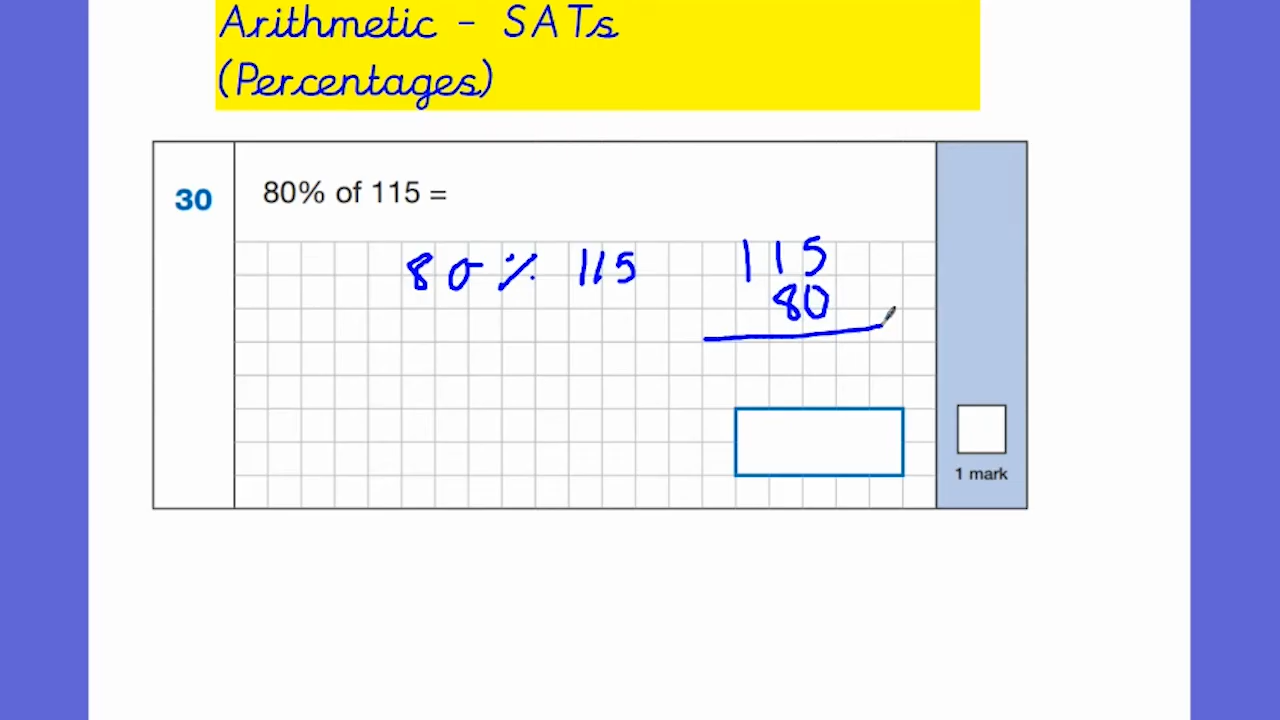 Arithmetic - SATs
(Percentages)
30
80% of 115 =
80% 115
115
80
1 mark